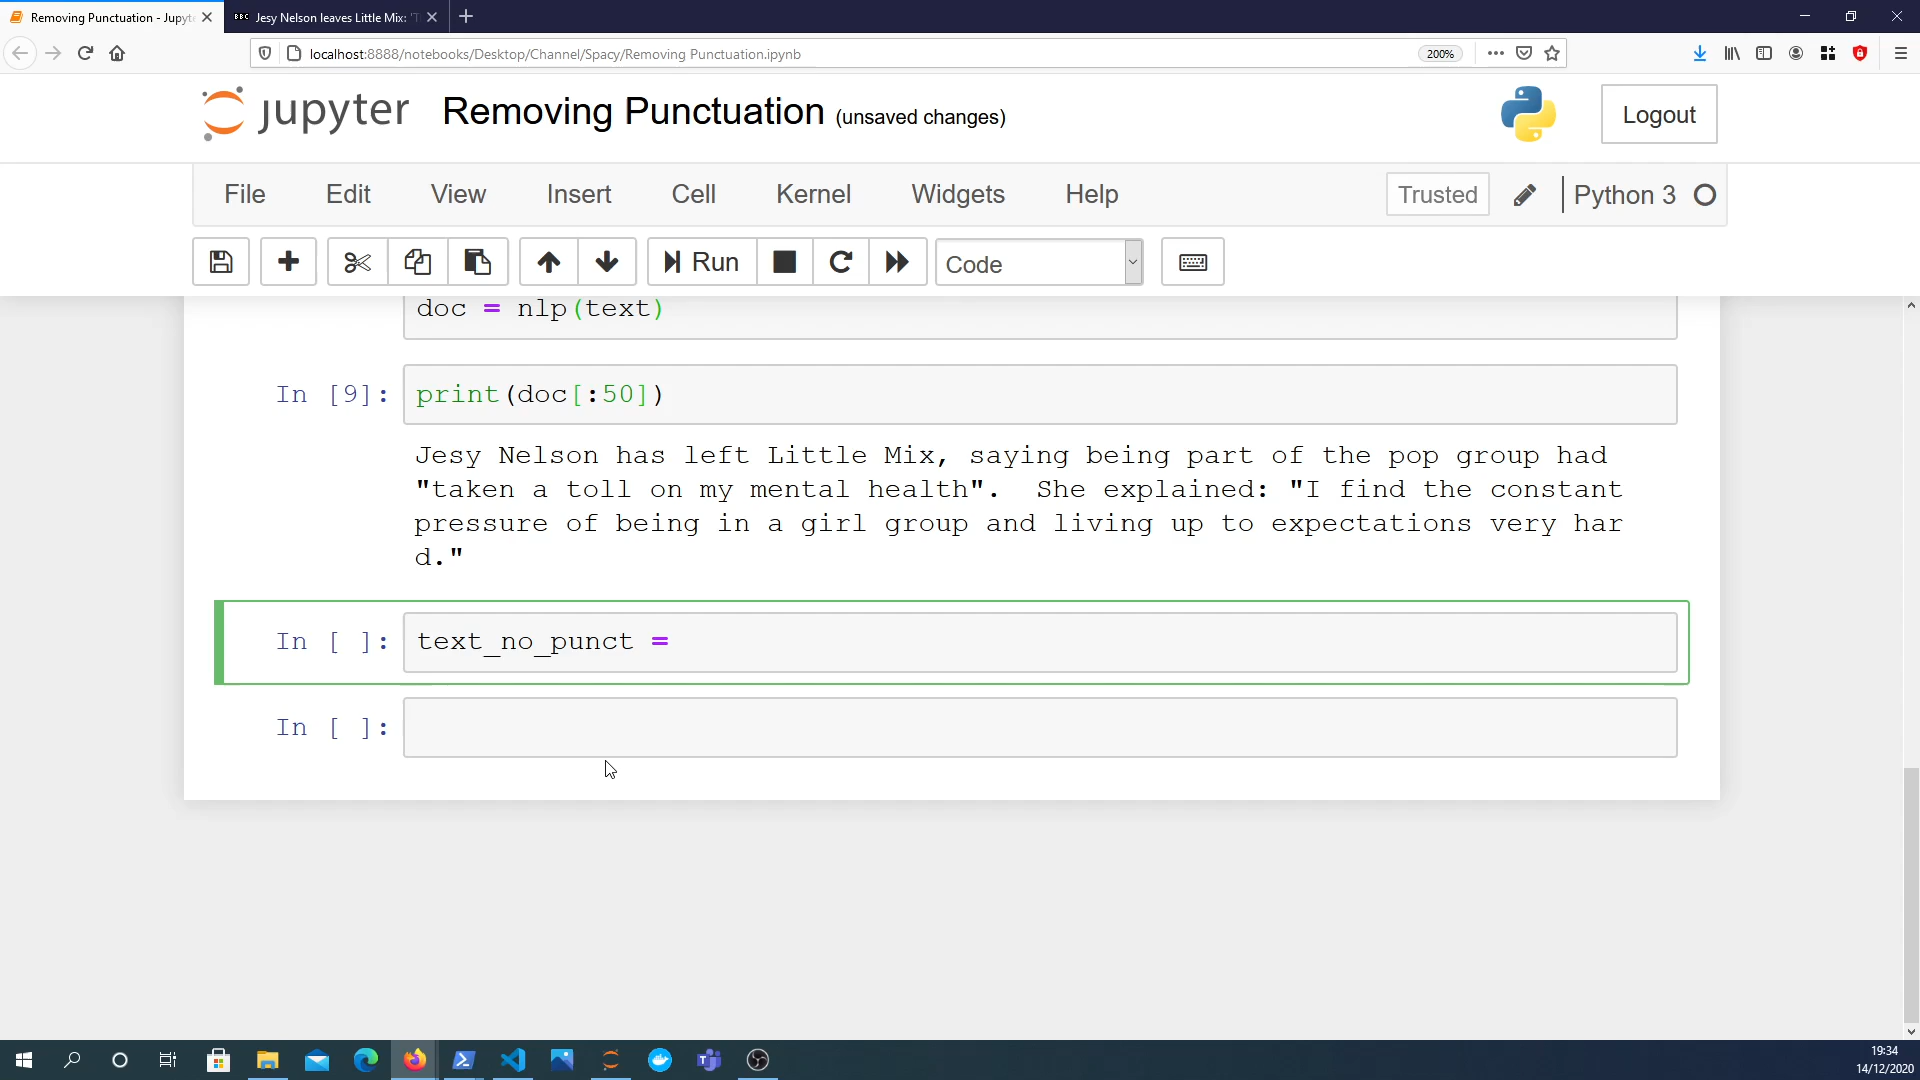 Removing Punctuation - Jupyt
BBC Jesy Nelson leaves Little Mix: 'T
localhost:8888/notebooks/Desktop/Channel/Spacy/Removing Punctuation.ipynb
200%
jupyter Removing Punctuation (unsaved changes)
Logout
File Edit View Insert Cell Kernel Widgets Help
Trusted
Python 3
Run
Code
doc = nlp(text)
In [9]: print(doc[:50])
Jesy Nelson has left Little Mix, saying being part of the pop group had
"taken a toll on my mental health".  She explained: "I find the constant
pressure of being in a girl group and living up to expectations very har
d."
In [ ]: text_no_punct =
In [ ]:
19:34
14/12/2020